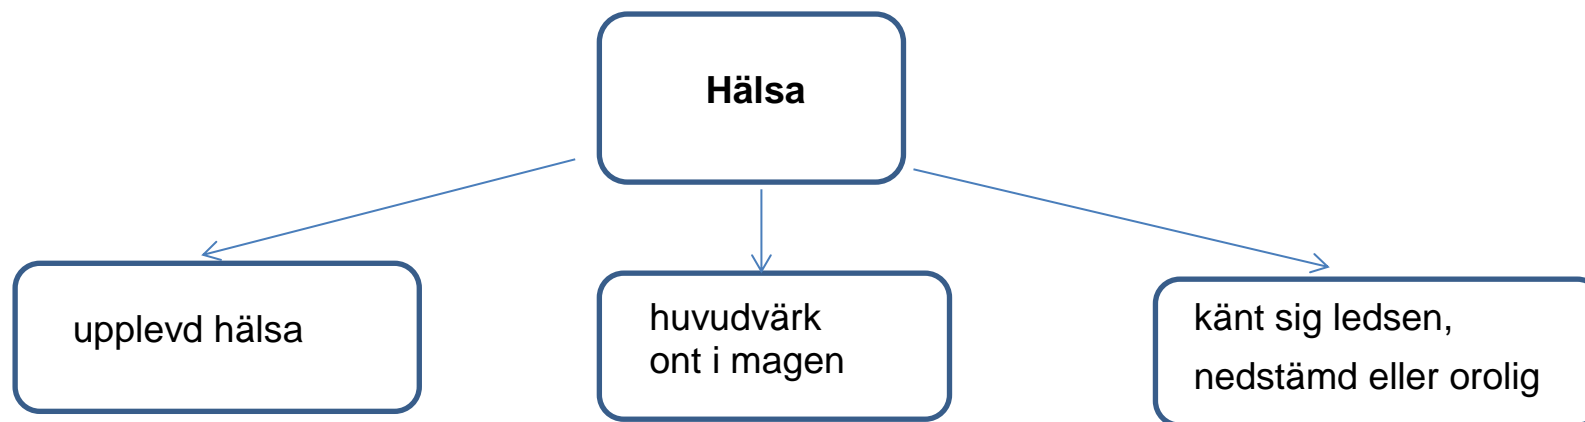 Hälsa
upplevd hälsa
huvudvärk
ont i magen
känt sig ledsen,
nedstämd eller orolig